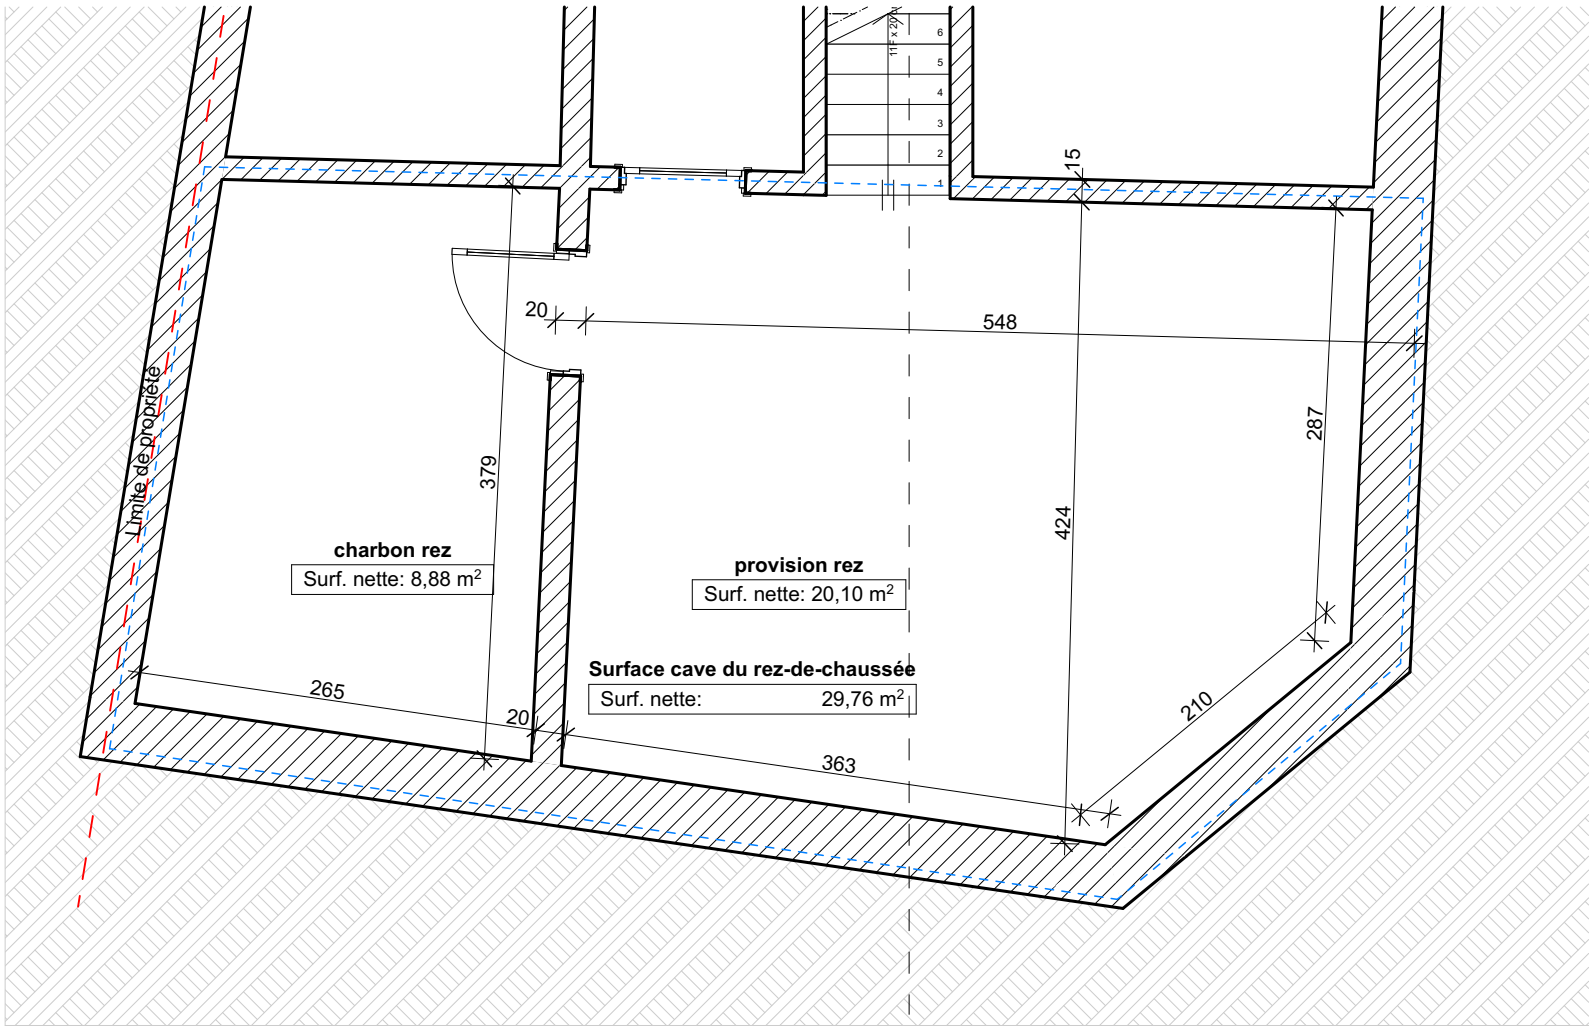 11F x 20
6
5
4
3
2
1
15
20
548
287
Limite de propriété
379
424
charbon rez
Surf. nette: 8,88 m²
provision rez
Surf. nette: 20,10 m²
Surface cave du rez-de-chaussée
Surf. nette: 29,76 m²
265
20
363
210